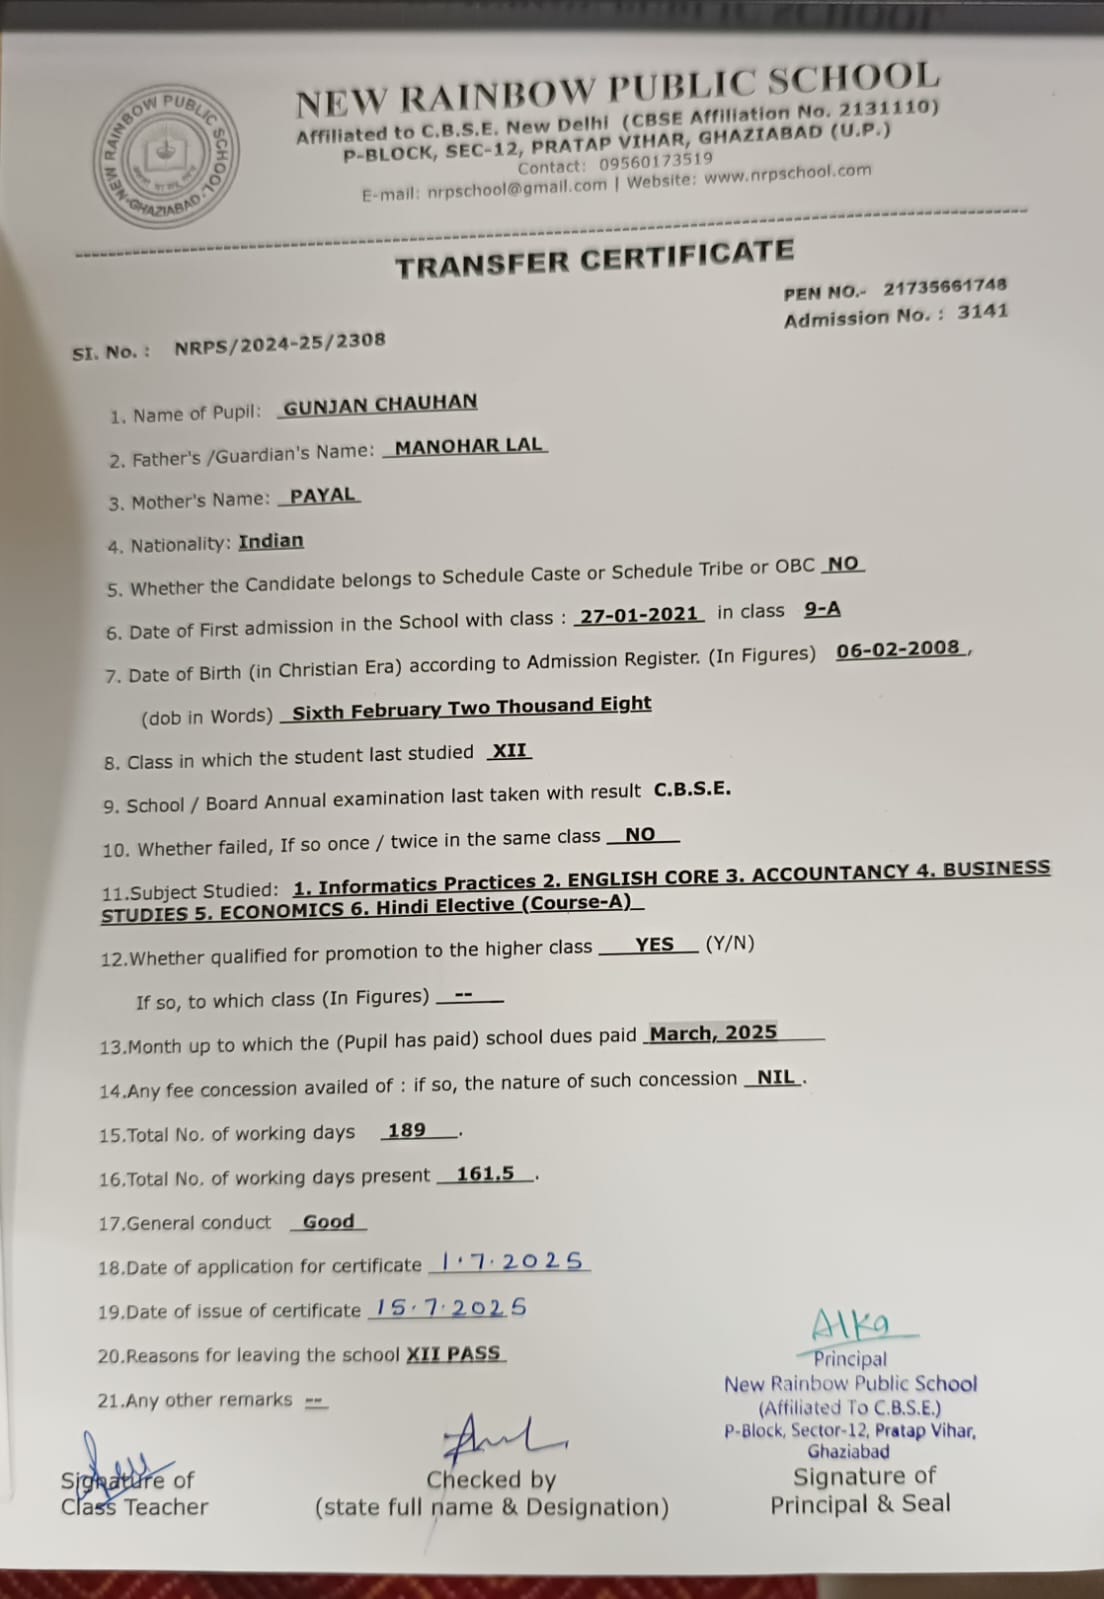 NEW RAINBOW PUBLIC SCHOOL
Affiliated to C.B.S.E. New Delhi (CBSE Affiliation No. 2131110)
P-BLOCK, SEC-12, PRATAP VIHAR, GHAZIABAD (U.P.)
Contact: 09560173519
E-mail: nrpschool@gmail.com | Website: www.nrpschool.com
NEW RAINBOW PUBLIC SCHOOL
GHAZIABAD
TRANSFER CERTIFICATE
PEN NO.- 21735661748
Admission No. : 3141
SI. No. : NRPS/2024-25/2308
1. Name of Pupil: GUNJAN CHAUHAN
2. Father's /Guardian's Name: MANOHAR LAL
3. Mother's Name: PAYAL
4. Nationality: Indian
5. Whether the Candidate belongs to Schedule Caste or Schedule Tribe or OBC NO
6. Date of First admission in the School with class : 27-01-2021 in class 9-A
7. Date of Birth (in Christian Era) according to Admission Register. (In Figures) 06-02-2008,
(dob in Words) Sixth February Two Thousand Eight
8. Class in which the student last studied XII
9. School / Board Annual examination last taken with result C.B.S.E.
10. Whether failed, If so once / twice in the same class NO
11.Subject Studied: 1. Informatics Practices 2. ENGLISH CORE 3. ACCOUNTANCY 4. BUSINESS
STUDIES 5. ECONOMICS 6. Hindi Elective (Course-A)
12.Whether qualified for promotion to the higher class YES (Y/N)
If so, to which class (In Figures) --
13.Month up to which the (Pupil has paid) school dues paid March, 2025
14.Any fee concession availed of : if so, the nature of such concession NIL.
15.Total No. of working days 189.
16.Total No. of working days present 161.5.
17.General conduct Good
18.Date of application for certificate 1.7.2025
19.Date of issue of certificate 15.7.2025
20.Reasons for leaving the school XII PASS
21.Any other remarks --
Alka
Principal
New Rainbow Public School
(Affiliated To C.B.S.E.)
P-Block, Sector-12, Pratap Vihar,
Ghaziabad
Signature of
Class Teacher
Checked by
(state full name & Designation)
Signature of
Principal & Seal